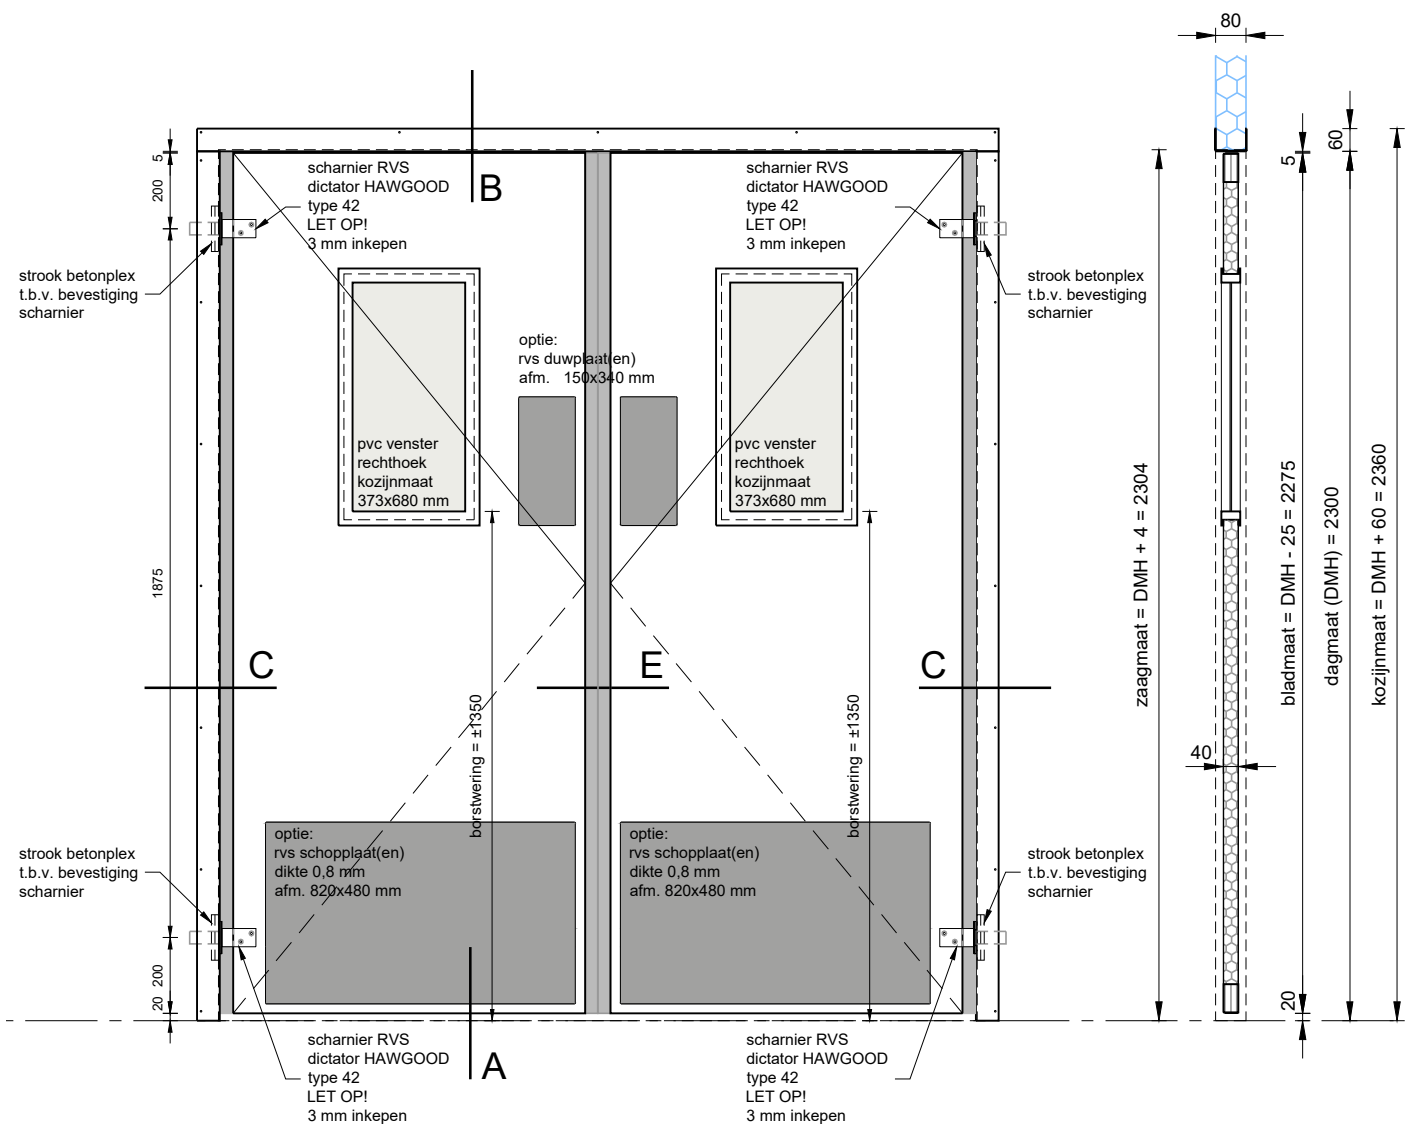 80
60
5
5
200
scharnier RVS
dictator HAWGOOD
type 42
LET OP!
3 mm inkepen
B
scharnier RVS
dictator HAWGOOD
type 42
LET OP!
3 mm inkepen
strook betonplex
t.b.v. bevestiging
scharnier
strook betonplex
t.b.v. bevestiging
scharnier
optie:
rvs duwplaat(en)
afm. 150x340 mm
pvc venster
rechthoek
kozijnmaat
373x680 mm
pvc venster
rechthoek
kozijnmaat
373x680 mm
1875
zaagmaat = DMH + 4 = 2304
bladmaat = DMH - 25 = 2275
dagmaat (DMH) = 2300
kozijnmaat = DMH + 60 = 2360
C
E
C
borstwering = ±1350
borstwering = ±1350
40
optie:
rvs schopplaat(en)
dikte 0,8 mm
afm. 820x480 mm
optie:
rvs schopplaat(en)
dikte 0,8 mm
afm. 820x480 mm
strook betonplex
t.b.v. bevestiging
scharnier
strook betonplex
t.b.v. bevestiging
scharnier
200
20
20
scharnier RVS
dictator HAWGOOD
type 42
LET OP!
3 mm inkepen
A
scharnier RVS
dictator HAWGOOD
type 42
LET OP!
3 mm inkepen